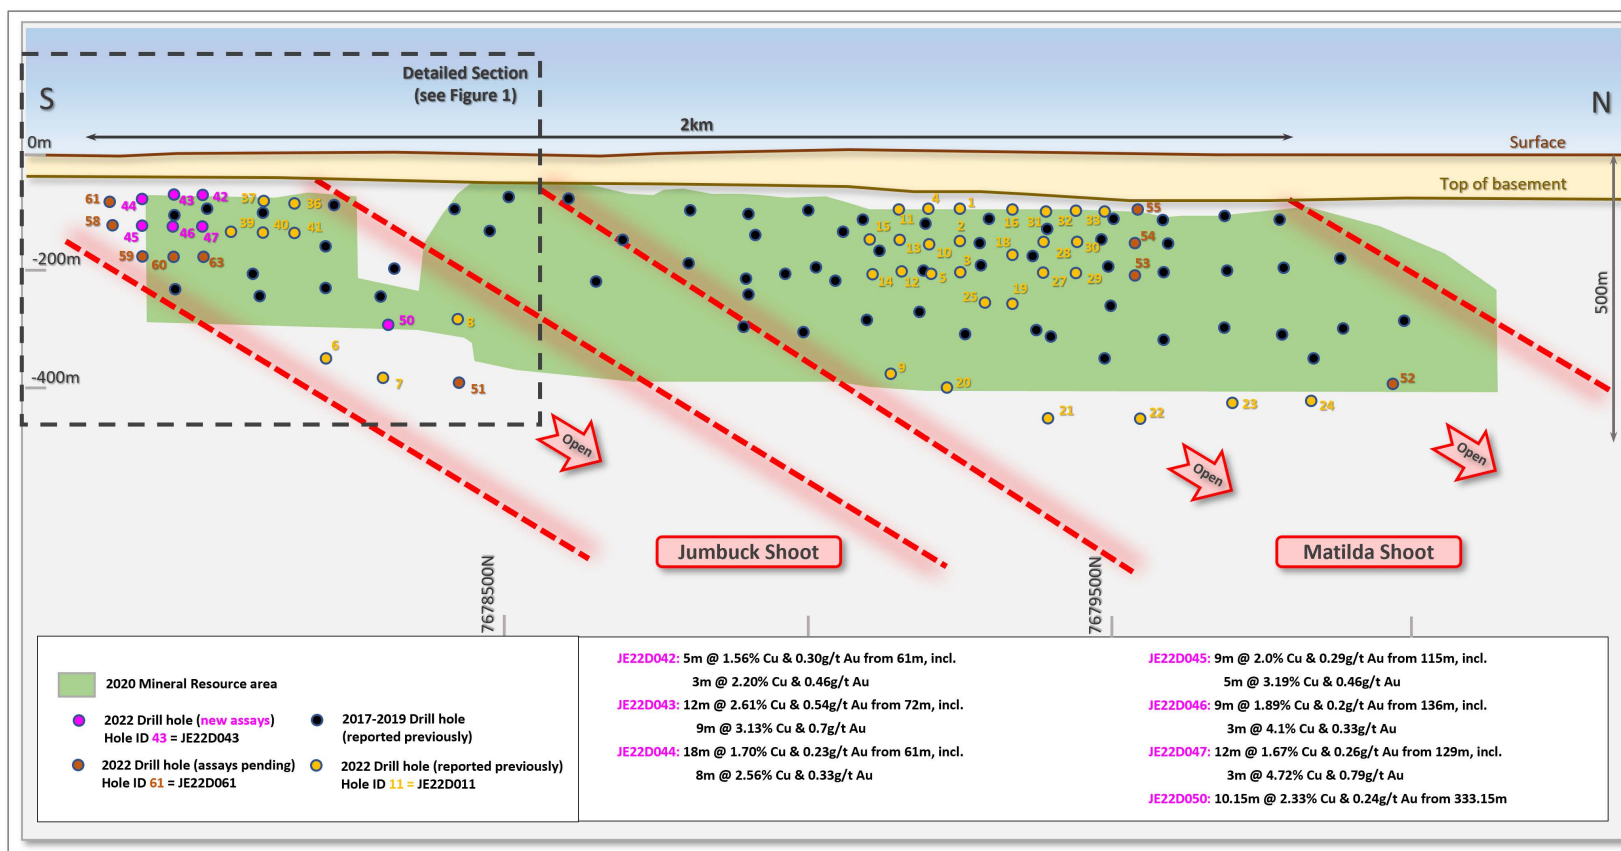 Detailed Section
(see Figure 1)
S
N
2km
0m
Surface
Top of basement
-200m
-400m
500m
61
44
43
42
37
36
58
45
46
47
39
40
41
59
60
63
50
8
6
7
51
4
1
11
15
2
16
31
32
33
55
13
10
18
28
30
54
3
14
12
5
27
29
53
25
19
9
20
21
22
23
24
52
Open
Open
Open
Jumbuck Shoot
Matilda Shoot
7678500N
7679500N
2020 Mineral Resource area
2022 Drill hole (new assays)
Hole ID 43 = JE22D043
2017-2019 Drill hole
(reported previously)
2022 Drill hole (assays pending)
Hole ID 61 = JE22D061
2022 Drill hole (reported previously)
Hole ID 11 = JE22D011
JE22D042: 5m @ 1.56% Cu & 0.30g/t Au from 61m, incl.
3m @ 2.20% Cu & 0.46g/t Au
JE22D043: 12m @ 2.61% Cu & 0.54g/t Au from 72m, incl.
9m @ 3.13% Cu & 0.7g/t Au
JE22D044: 18m @ 1.70% Cu & 0.23g/t Au from 61m, incl.
8m @ 2.56% Cu & 0.33g/t Au
JE22D045: 9m @ 2.0% Cu & 0.29g/t Au from 115m, incl.
5m @ 3.19% Cu & 0.46g/t Au
JE22D046: 9m @ 1.89% Cu & 0.2g/t Au from 136m, incl.
3m @ 4.1% Cu & 0.33g/t Au
JE22D047: 12m @ 1.67% Cu & 0.26g/t Au from 129m, incl.
3m @ 4.72% Cu & 0.79g/t Au
JE22D050: 10.15m @ 2.33% Cu & 0.24g/t Au from 333.15m